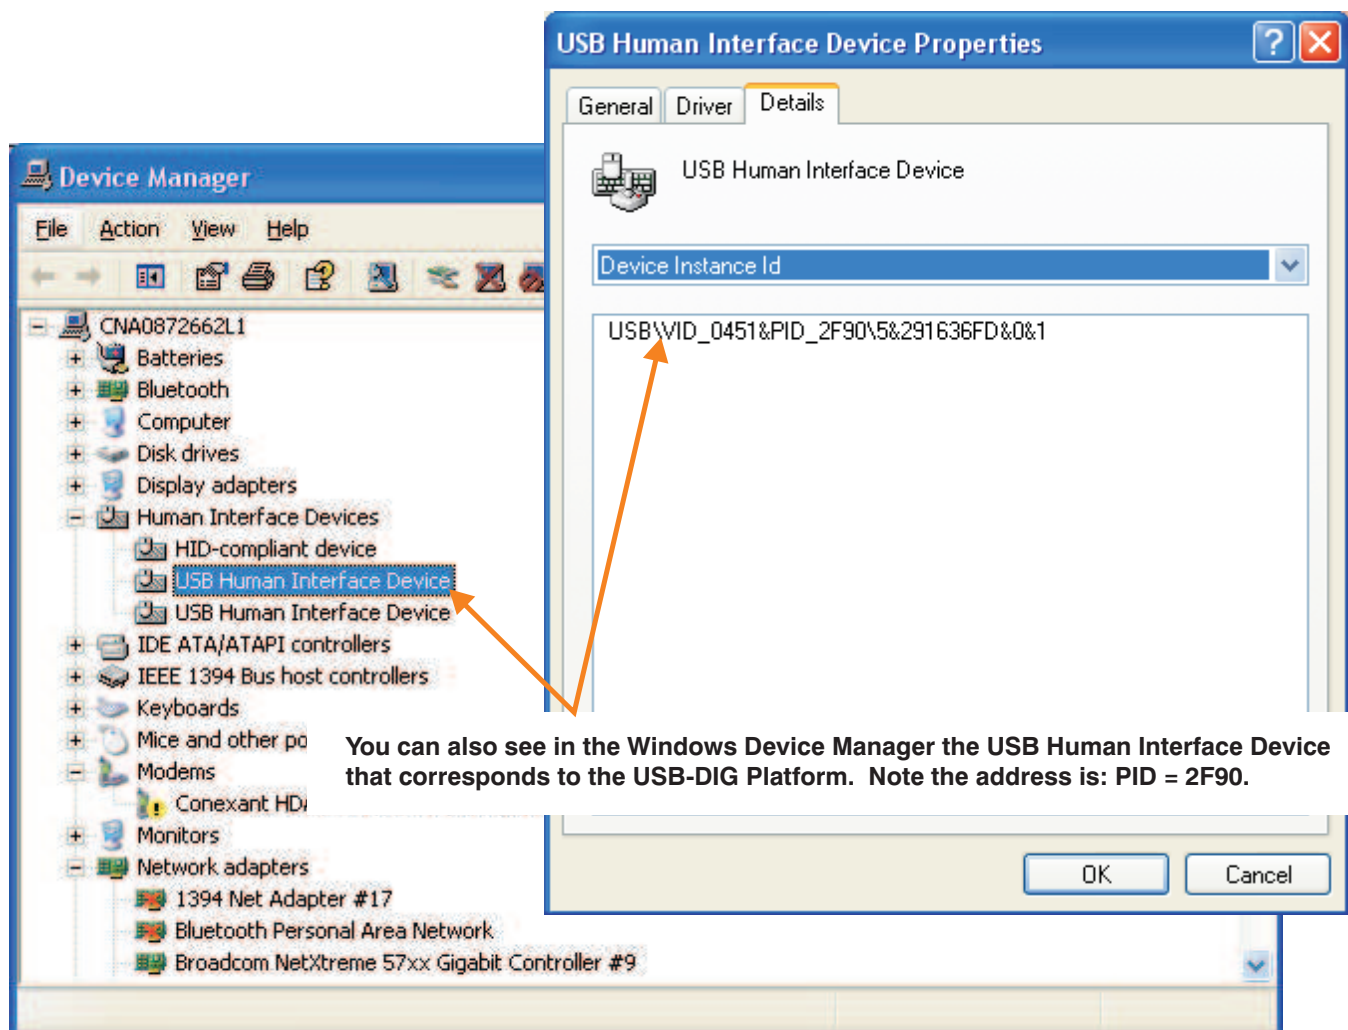 USB Human Interface Device Properties
General Driver Details
USB Human Interface Device
Device Instance Id
USB\VID_0451&PID_2F90\5&291636FD&0&1
Device Manager
File Action View Help
CNA0872662L1
Batteries
Bluetooth
Computer
Disk drives
Display adapters
Human Interface Devices
HID-compliant device
USB Human Interface Device
USB Human Interface Device
IDE ATA/ATAPI controllers
IEEE 1394 Bus host controllers
Keyboards
Mice and other po
Modems
Conexant HD
Monitors
Network adapters
1394 Net Adapter #17
Bluetooth Personal Area Network
Broadcom NetXtreme 57xx Gigabit Controller #9
You can also see in the Windows Device Manager the USB Human Interface Device
that corresponds to the USB-DIG Platform. Note the address is: PID = 2F90.
OK Cancel